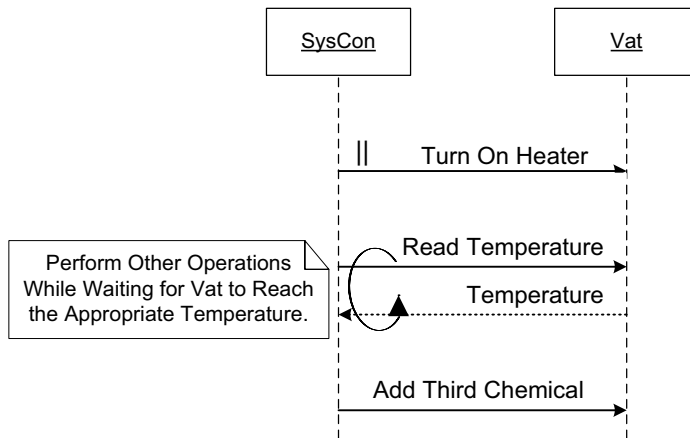 SysCon
Vat
||
Turn On Heater
Read Temperature
Perform Other Operations
While Waiting for Vat to Reach
the Appropriate Temperature.
Temperature
Add Third Chemical